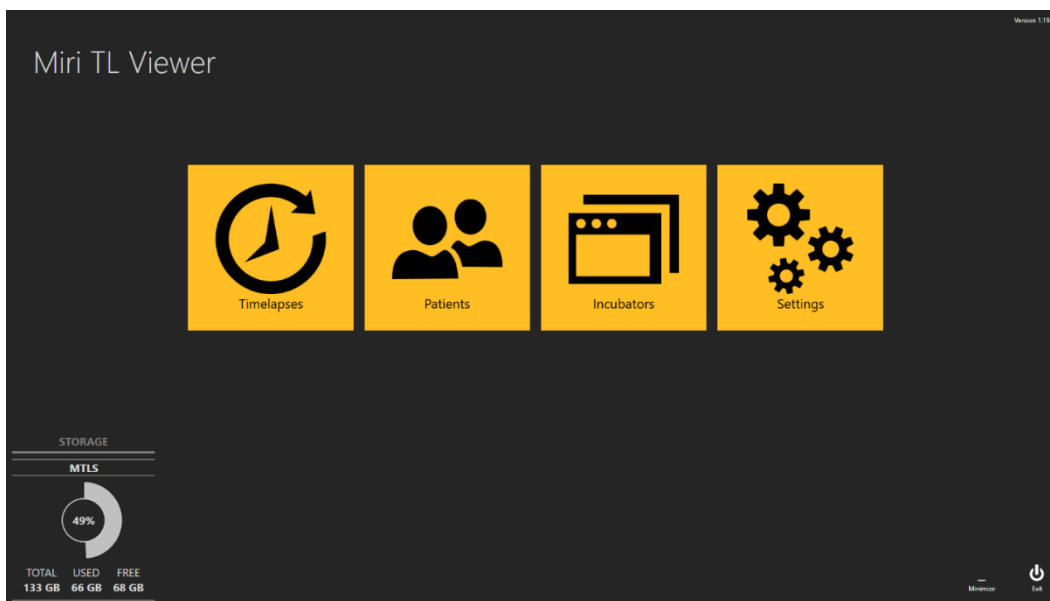 Version 1.19
Miri TL Viewer
Timelapses
Patients
Incubators
Settings
STORAGE
MTLS
49%
TOTAL USED FREE
133 GB 66 GB 68 GB
Minimize
Exit